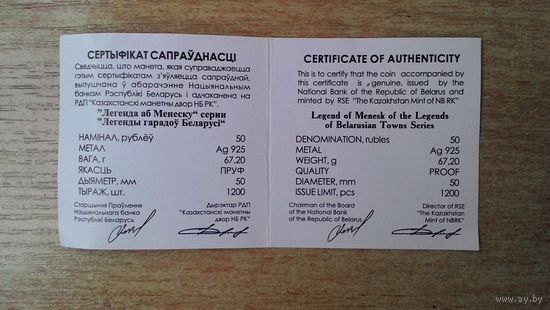 СЕРТЫФІКАТ САПРАЎДНАСЦІ
Сведчыцца, што манета, якая суправаджаецца
гэтым сертыфікатам з'яўляецца сапраўднай,
выпушчана ў абарачэнне Нацыянальным
банкам Рэспублікі Беларусь і адчаканена на
РДП "Казахстанскі манетны двор НБ РК".
"Легенда аб Менеску" серии
"Легенды гарадоў Беларусі"
НАМІНАЛ, рублёў 50
МЕТАЛ Ag 925
ВАГА, г 67,20
ЯКАСЦЬ ПРУФ
ДЫЯМЕТР, мм 50
ТЫРАЖ, шт. 1200
Старшыня Праўлення
Нацыянальнага банка
Рэспублікі Беларусь
Дырэктар РДП
"Казахстанскі манетны
двор НБ РК"
CERTIFICATE OF AUTHENTICITY
This is to certify that the coin accompanied by
this certificate is genuine, issued by the
National Bank of the Republic of Belarus and
minted by RSE "The Kazakhstan Mint of NB RK"
Legend of Menesk of the Legends
of Belarusian Towns Series
DENOMINATION, rubles 50
METAL Ag 925
WEIGHT, g 67,20
QUALITY PROOF
DIAMETER, mm 50
ISSUE LIMIT, pcs 1200
Chairman of the Board
of the National Bank
of the Republic of Belarus
Director of RSE
"The Kazakhstan
Mint of NBRK"
www.ay.by